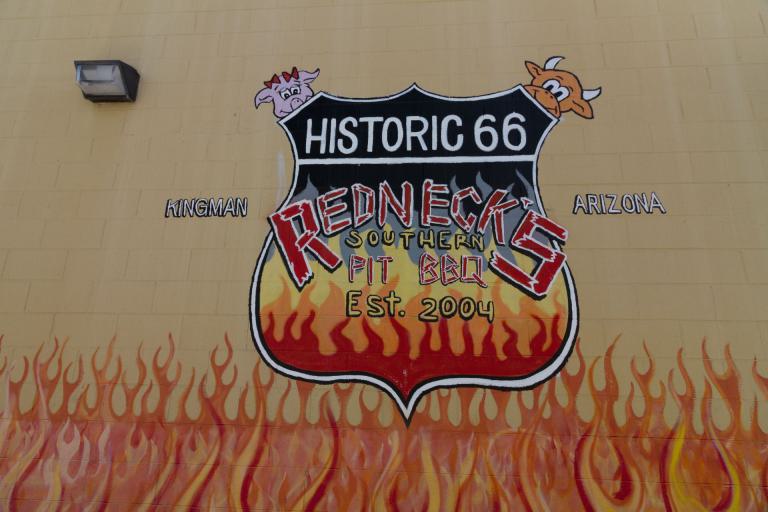 HISTORIC 66
KINGMAN
ARIZONA
REDNECK'S
SOUTHERN
PIT BBQ
Est. 2004